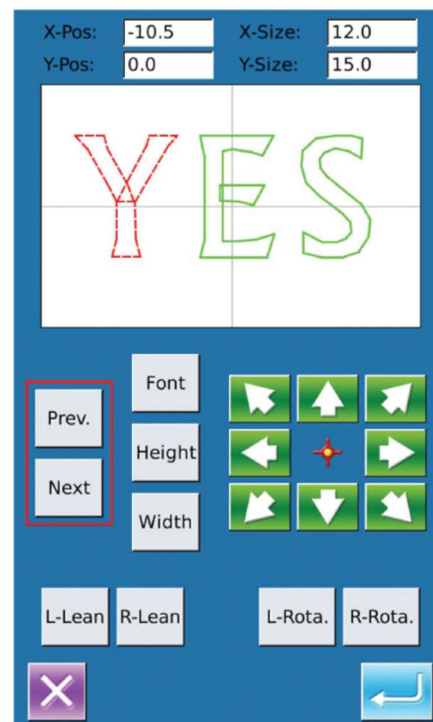 X-Pos: -10.5 X-Size: 12.0
Y-Pos: 0.0 Y-Size: 15.0
YES
Font
Prev.
Height
Next
Width
L-Lean R-Lean L-Rota. R-Rota.